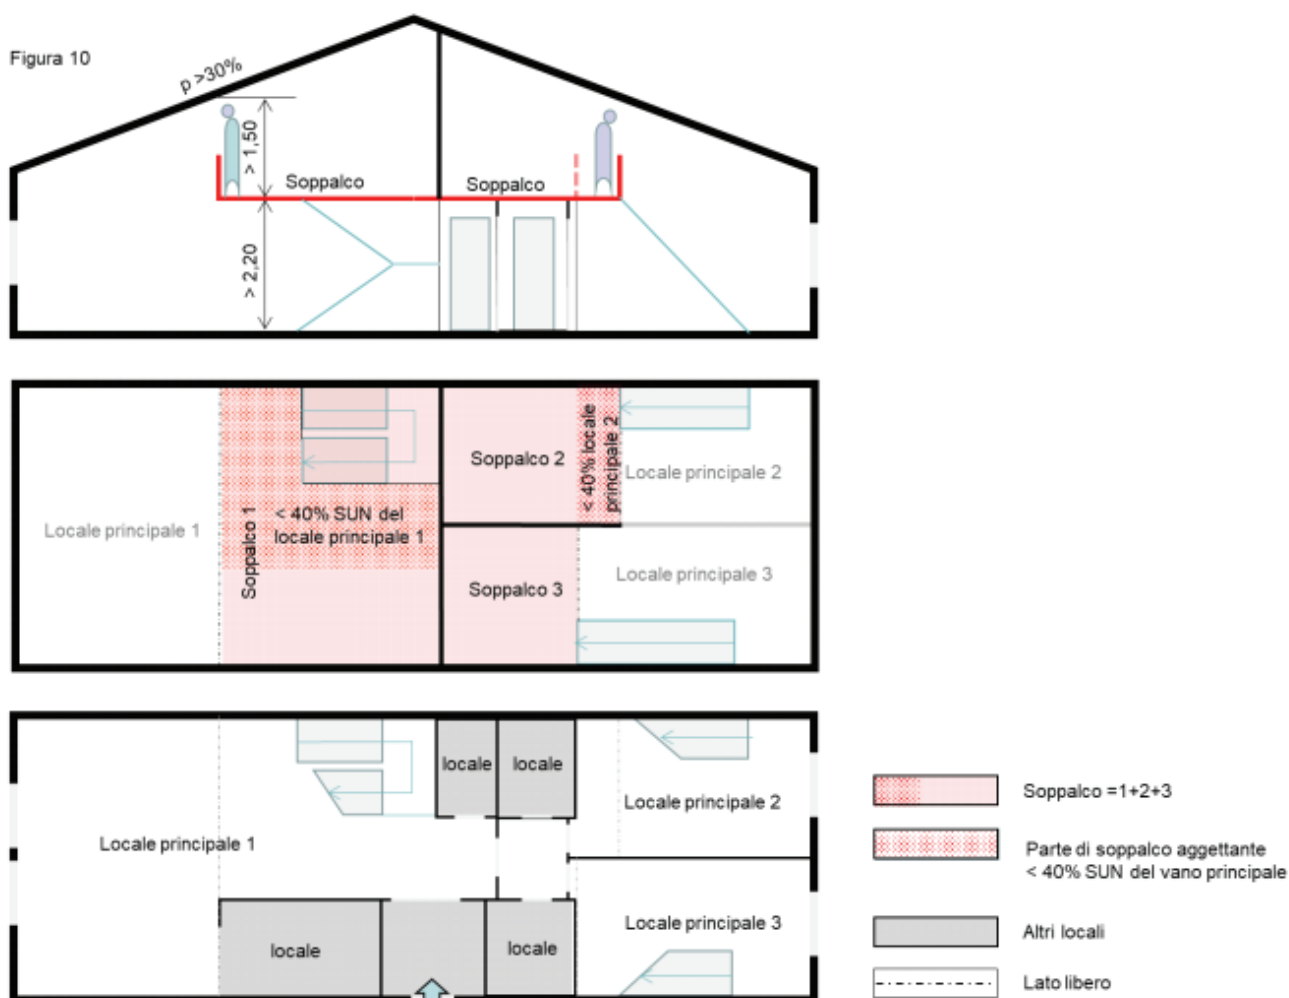 Figura 10
p >30%
> 1,50
Soppalco
Soppalco
> 2,20
Locale principale 1
Soppalco 1
< 40% SUN del
locale principale 1
Soppalco 2
< 40% locale
principale 2
Locale principale 2
Soppalco 3
Locale principale 3
locale
locale
Locale principale 2
Locale principale 1
Locale principale 3
locale
locale
Soppalco =1+2+3
Parte di soppalco aggettante
< 40% SUN del vano principale
Altri locali
Lato libero